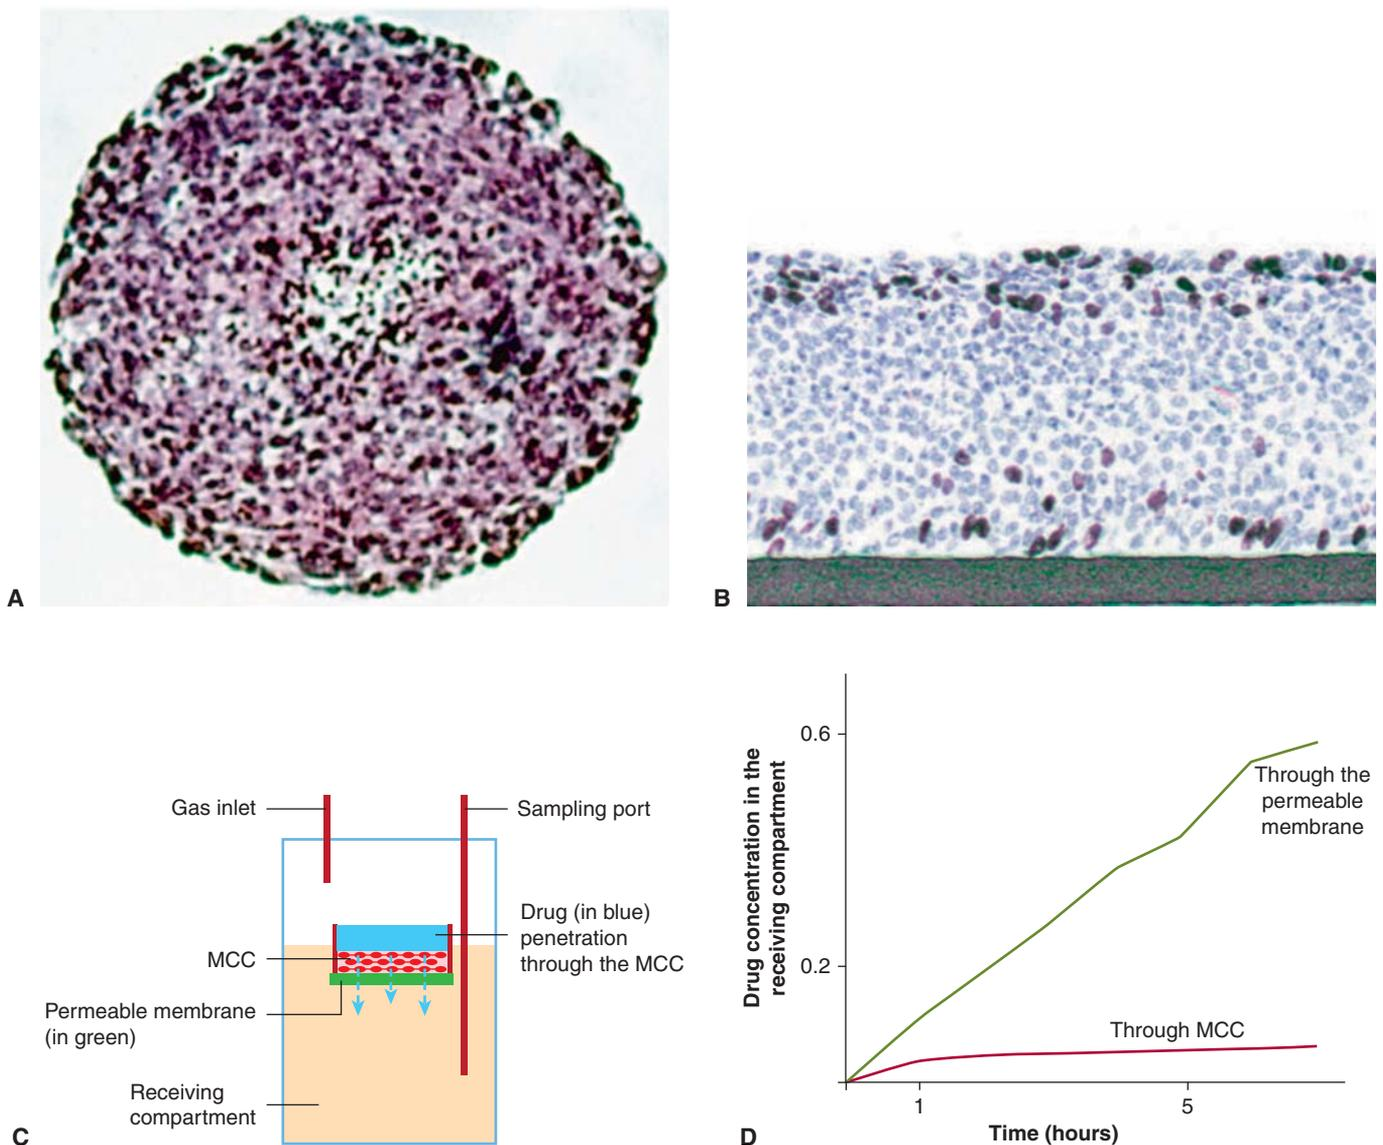 A
B
Gas inlet
Sampling port
Drug (in blue)
penetration
through the MCC
MCC
Permeable membrane
(in green)
Receiving
compartment
C
Drug concentration in the
receiving compartment
0.6
0.2
Through the
permeable
membrane
Through MCC
1
5
Time (hours)
D